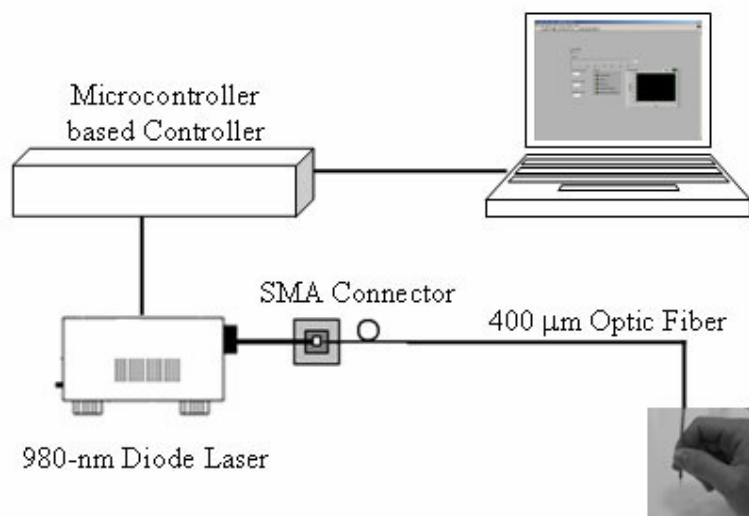 Microcontroller
based Controller
SMA Connector
400 μm Optic Fiber
980-nm Diode Laser